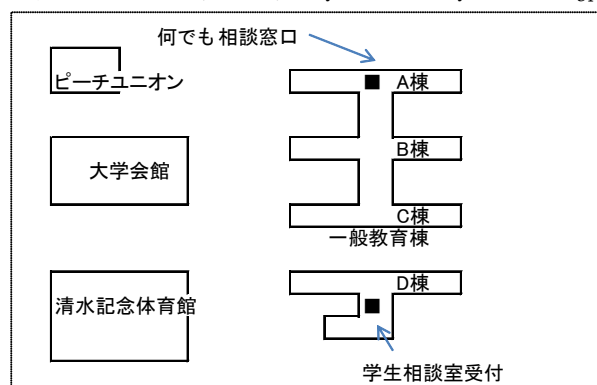 何でも相談窓口
ピーチユニオン
A棟
大学会館
B棟
C棟
一般教育棟
清水記念体育館
D棟
学生相談室受付